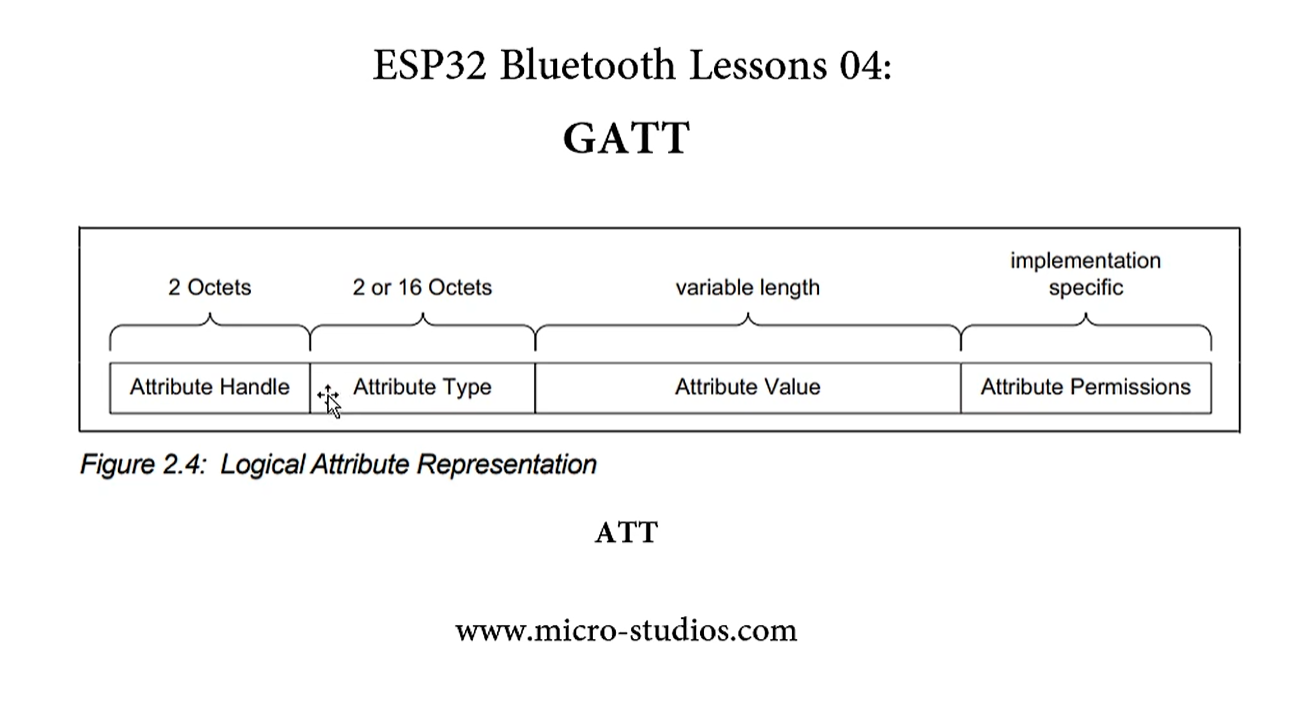 ESP32 Bluetooth Lessons 04:
GATT
implementation
2 Octets 2 or 16 Octets variable length specific
Attribute Handle Attribute Type Attribute Value Attribute Permissions
Figure 2.4: Logical Attribute Representation
ATT
www.micro-studios.com